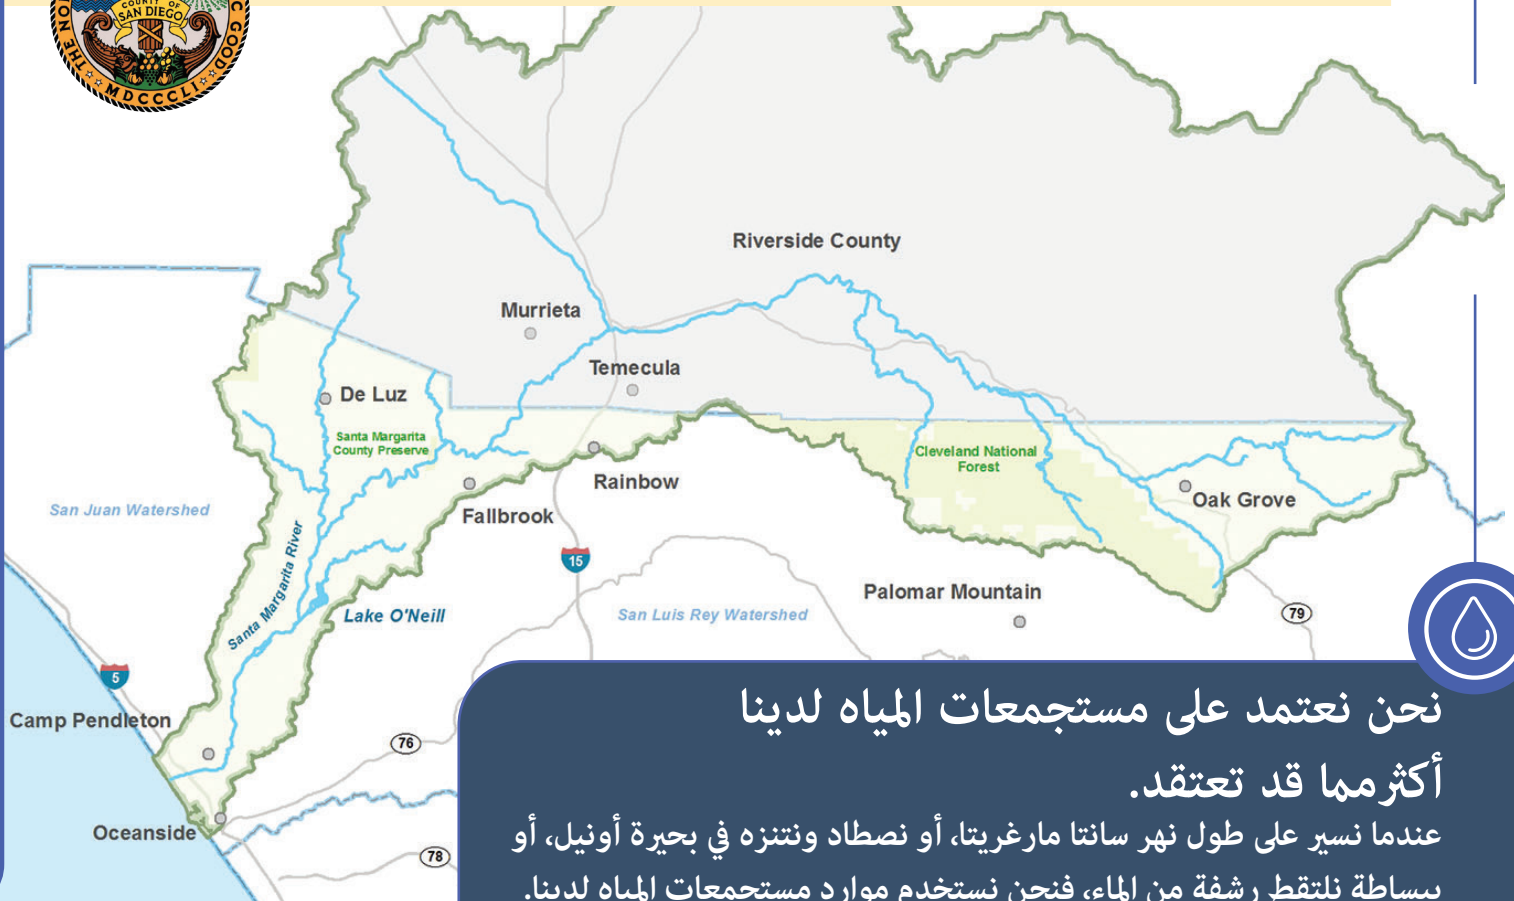 COUNTY OF
SAN DIEGO
MDCCCLI
Riverside County
Murrieta
Temecula
De Luz
Santa Margarita
County Preserve
Cleveland National
Forest
Rainbow
Oak Grove
San Juan Watershed
Fallbrook
Santa Margarita River
15
Palomar Mountain
Lake O'Neill
San Luis Rey Watershed
79
5
Camp Pendleton
76
Oceanside
78
نحن نعتمد على مستجمعات المياه لدينا
أكثر مما قد تعتقد.
عندما نسير على طول نهر سانتا مارغريتا، أو نصطاد ونتنزه في بحيرة أونيل، أو
ببساطة نلتقط رشفة من الماء، فنحن نستخدم موارد مستجمعات المياه لدينا.